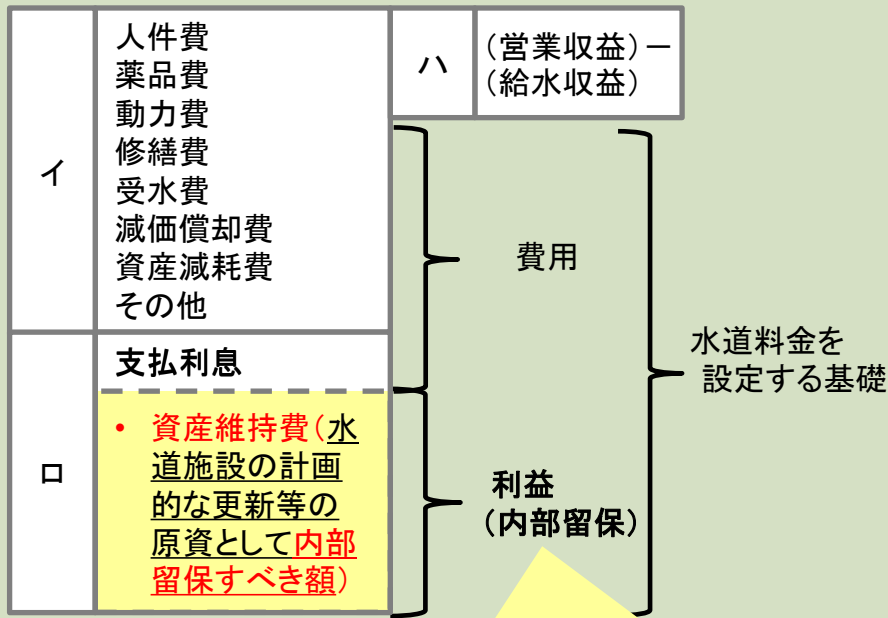 イ
人件費
薬品費
動力費
修繕費
受水費
減価償却費
資産減耗費
その他
ハ
(営業収益)－
(給水収益)
費用
水道料金を
設定する基礎
ロ
支払利息
• 資産維持費(水
道施設の計画
的な更新等の
原資として内部
留保すべき額)
利益
(内部留保)